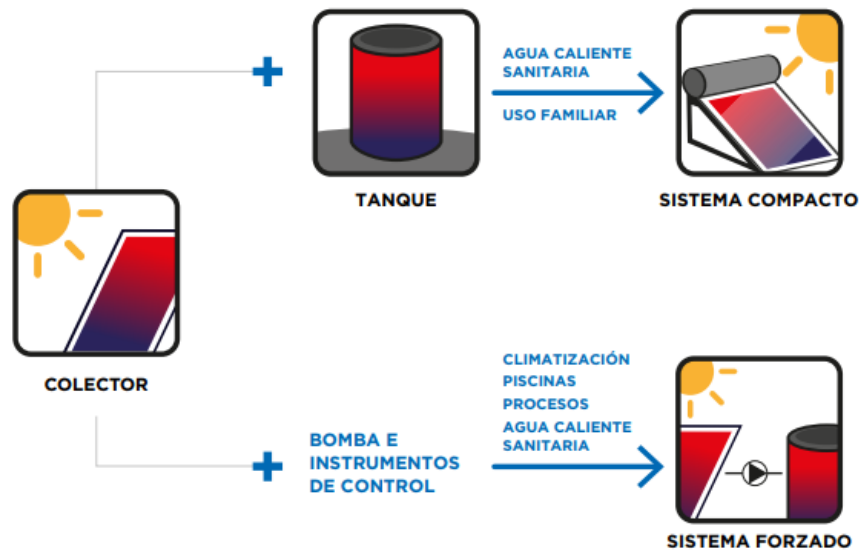 AGUA CALIENTE
SANITARIA
USO FAMILIAR
TANQUE
SISTEMA COMPACTO
COLECTOR
BOMBA E
INSTRUMENTOS
DE CONTROL
CLIMATIZACIÓN
PISCINAS
PROCESOS
AGUA CALIENTE
SANITARIA
SISTEMA FORZADO